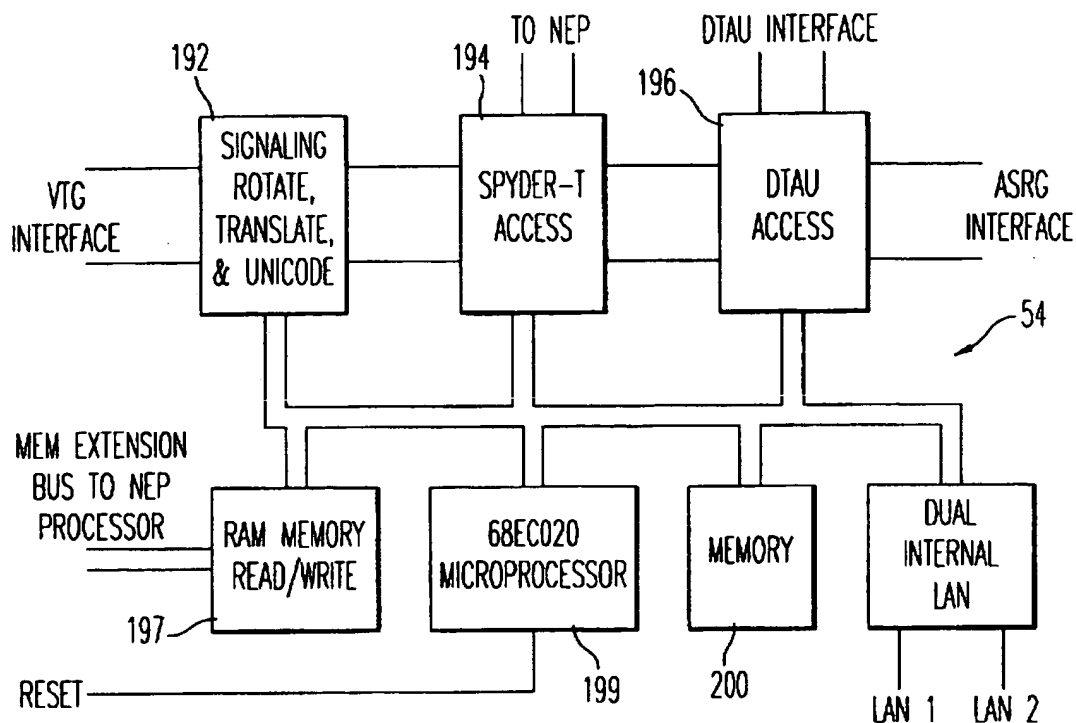 TO NEP
DTAU INTERFACE
192
194
196
SIGNALING
ROTATE,
TRANSLATE,
& UNICODE
SPYDER-T
ACCESS
DTAU
ACCESS
VTG
INTERFACE
ASRG
INTERFACE
54
MEM EXTENSION
BUS TO NEP
PROCESSOR
RAM MEMORY
READ/WRITE
68EC020
MICROPROCESSOR
MEMORY
DUAL
INTERNAL
LAN
197
199
200
RESET
LAN 1
LAN 2